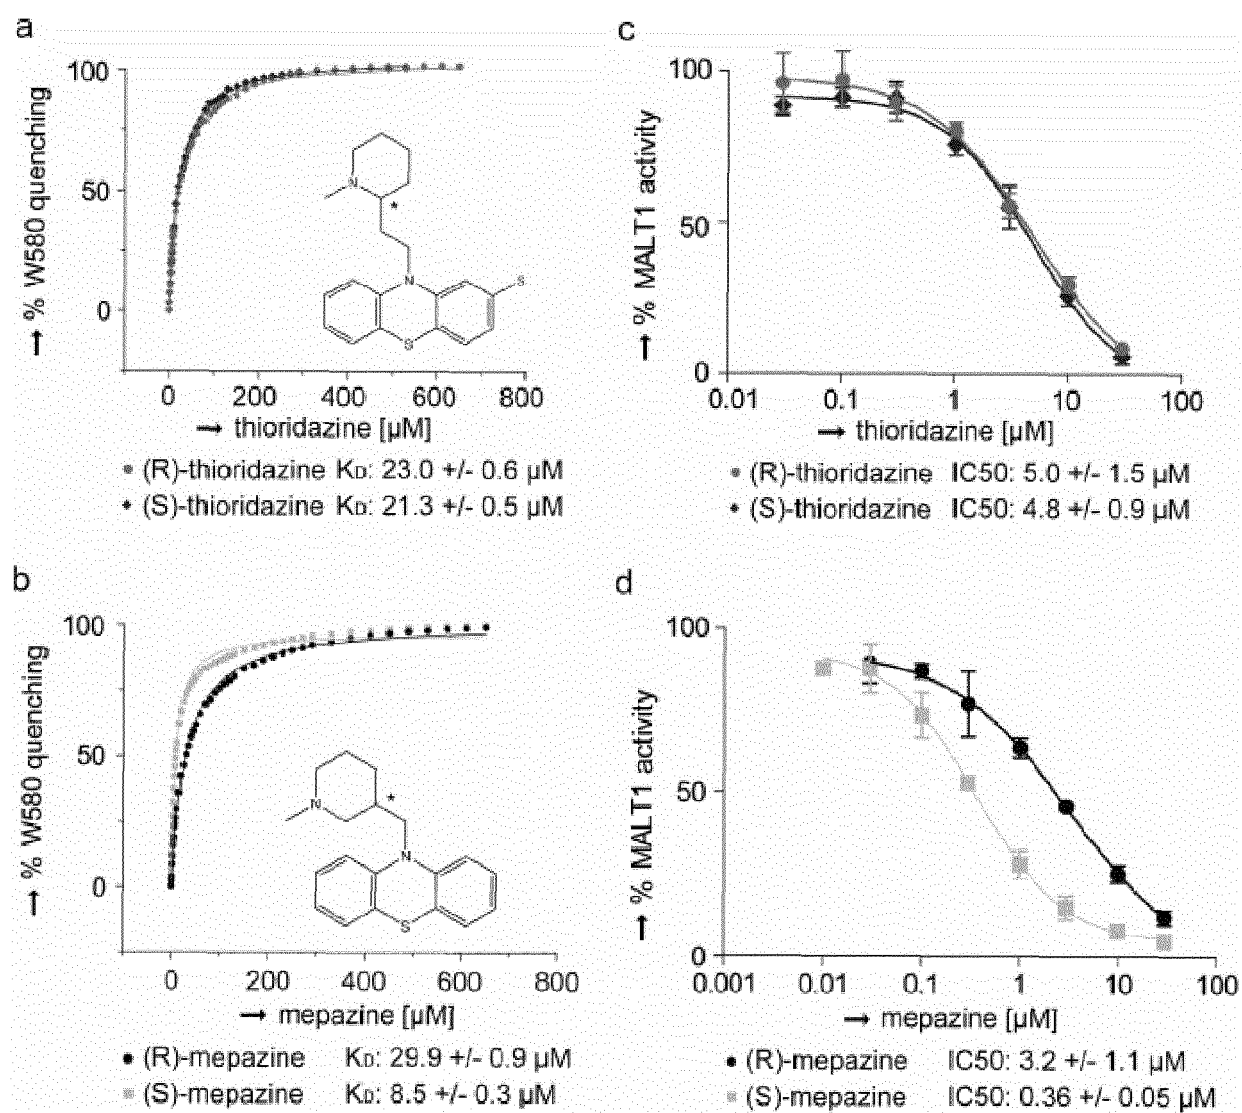 a
100
50
0
→ % W580 quenching
N
*
N
S
S
0 200 400 600 800
→ thioridazine [µM]
• (R)-thioridazine KD: 23.0 +/- 0.6 µM
♦ (S)-thioridazine KD: 21.3 +/- 0.5 µM
c
100
50
0
→ % MALT1 activity
0.01 0.1 1 10 100
→ thioridazine [µM]
• (R)-thioridazine IC50: 5.0 +/- 1.5 µM
♦ (S)-thioridazine IC50: 4.8 +/- 0.9 µM
b
100
50
0
→ % W580 quenching
N
*
N
S
0 200 400 600 800
→ mepazine [µM]
• (R)-mepazine KD: 29.9 +/- 0.9 µM
■ (S)-mepazine KD: 8.5 +/- 0.3 µM
d
100
50
0
→ % MALT1 activity
0.001 0.01 0.1 1 10 100
→ mepazine [µM]
• (R)-mepazine IC50: 3.2 +/- 1.1 µM
■ (S)-mepazine IC50: 0.36 +/- 0.05 µM